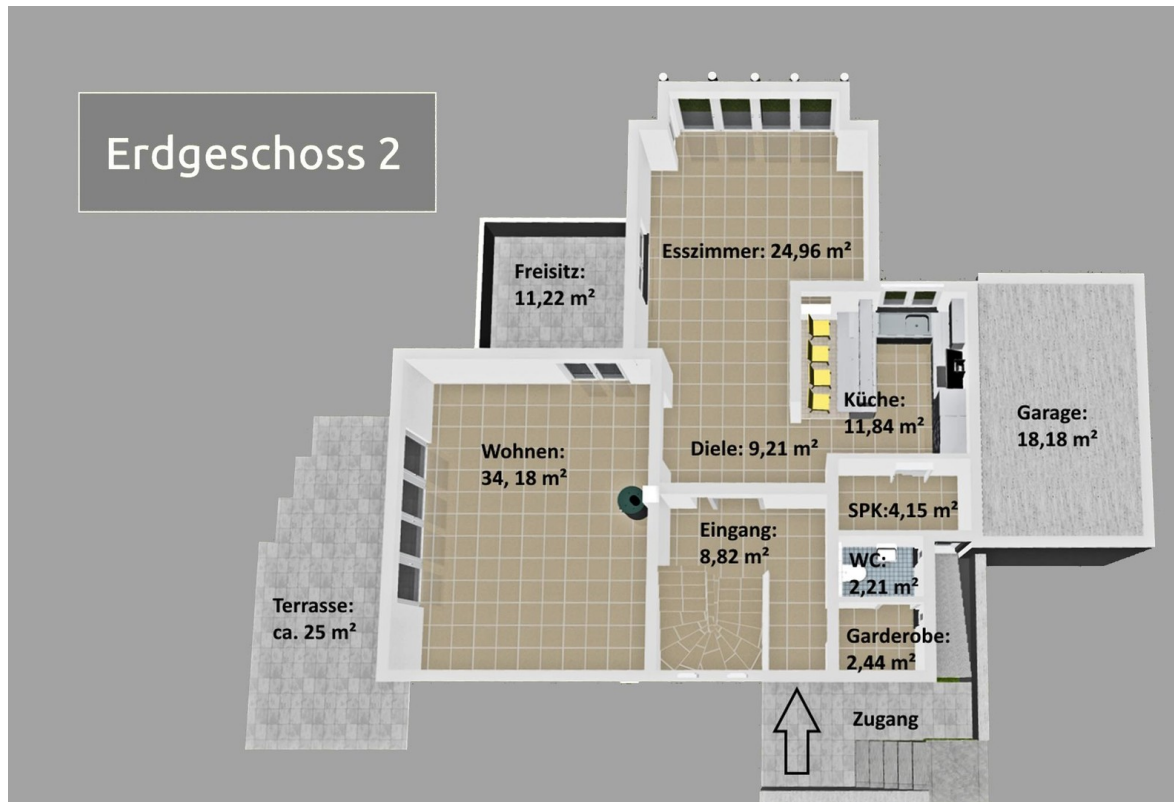 Erdgeschoss 2
Esszimmer: 24,96 m²
Freisitz:
11,22 m²
Küche:
11,84 m²
Garage:
18,18 m²
Wohnen:
34, 18 m²
Diele: 9,21 m²
SPK:4,15 m²
Eingang:
8,82 m²
WC:
2,21 m²
Terrasse:
ca. 25 m²
Garderobe:
2,44 m²
Zugang